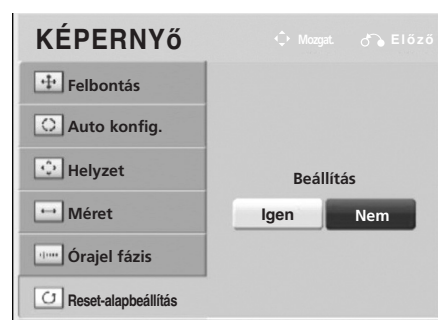 KÉPERNYő
Mozgat. Előző
Felbontás
Auto konfig.
Helyzet
Méret
Órajel fázis
Reset-alapbeállítás
Beállítás
Igen Nem